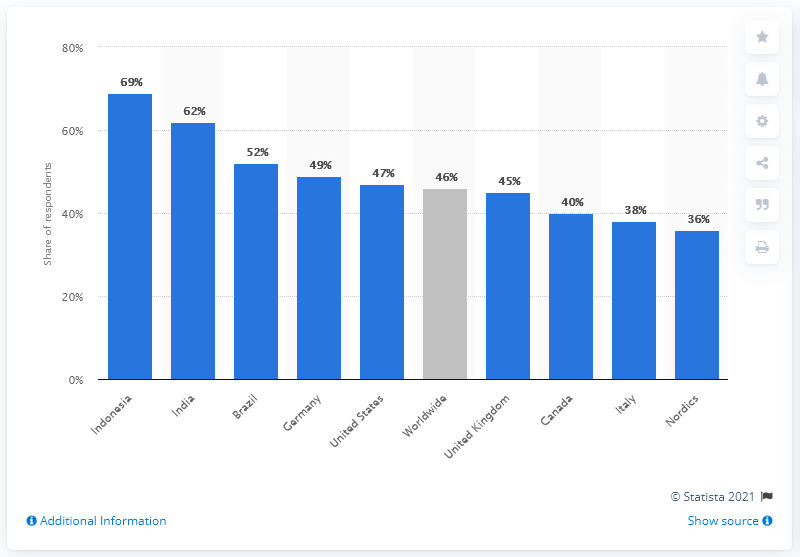 80%
69%
62%
60%
52%
49%
47%
46%
45%
40%
40%
38%
36%
20%
0%
Share of respondents
Indonesia
India
Brazil
Germany
United States
Worldwide
United Kingdom
Canada
Italy
Nordics
© Statista 2021
Additional Information
Show source